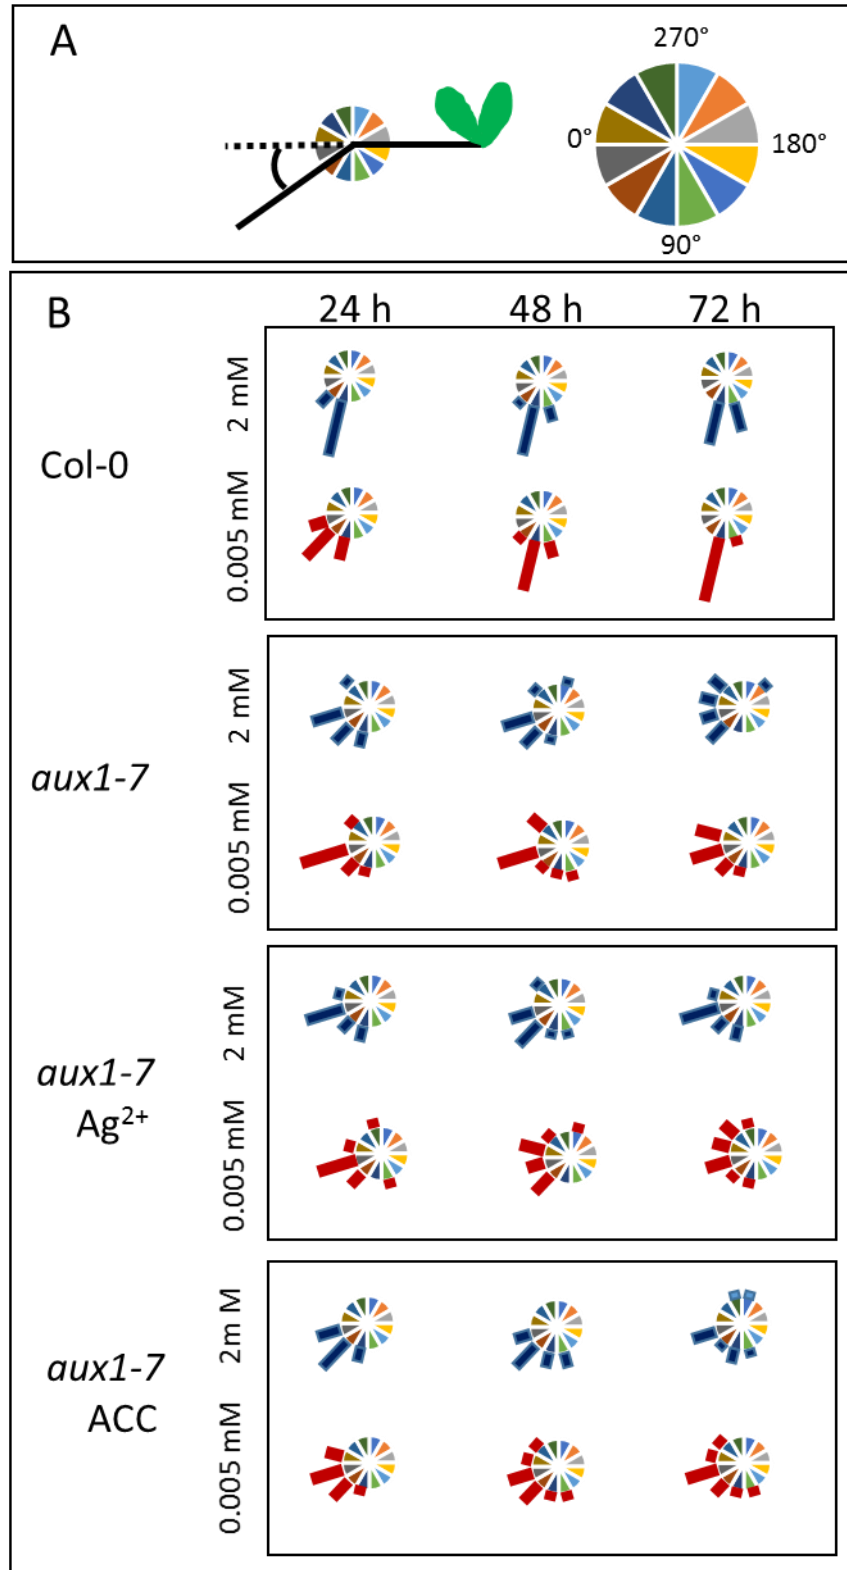 A
270°
0°
180°
90°
B
24 h
48 h
72 h
Col-0
2 mM
0.005 mM
aux1-7
2 mM
0.005 mM
aux1-7
Ag²⁺
2 mM
0.005 mM
aux1-7
ACC
2m M
0.005 mM